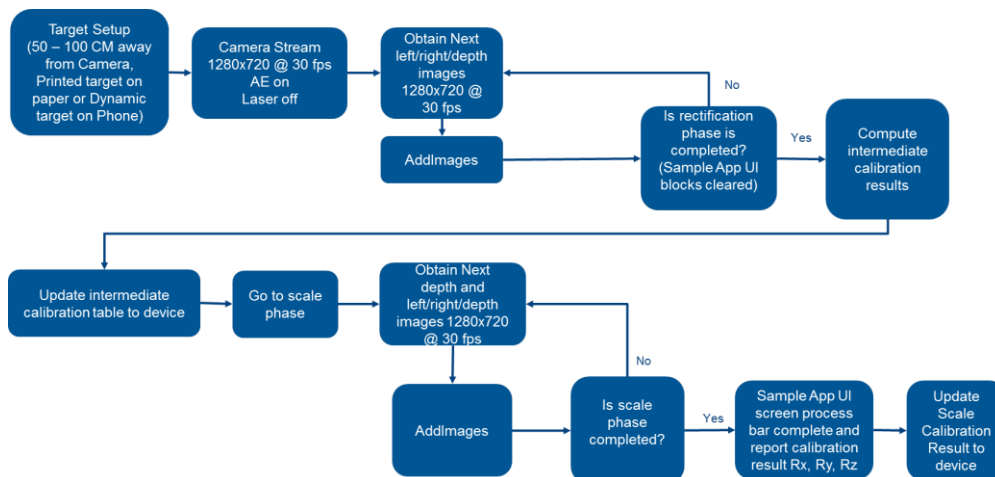 Target Setup
(50 – 100 CM away
from Camera,
Printed target on
paper or Dynamic
target on Phone)
Camera Stream
1280x720 @ 30 fps
AE on
Laser off
Obtain Next
left/right/depth
images
1280x720 @
30 fps
AddImages
No
Is rectification
phase is
completed?
(Sample App UI
blocks cleared)
Yes
Compute
intermediate
calibration
results
Update intermediate
calibration table to device
Go to scale
phase
Obtain Next
depth and
left/right/depth
images 1280x720
@ 30 fps
AddImages
No
Is scale
phase
completed?
Yes
Sample App UI
screen process
bar complete and
report calibration
result Rx, Ry, Rz
Update
Scale
Calibration
Result to
device